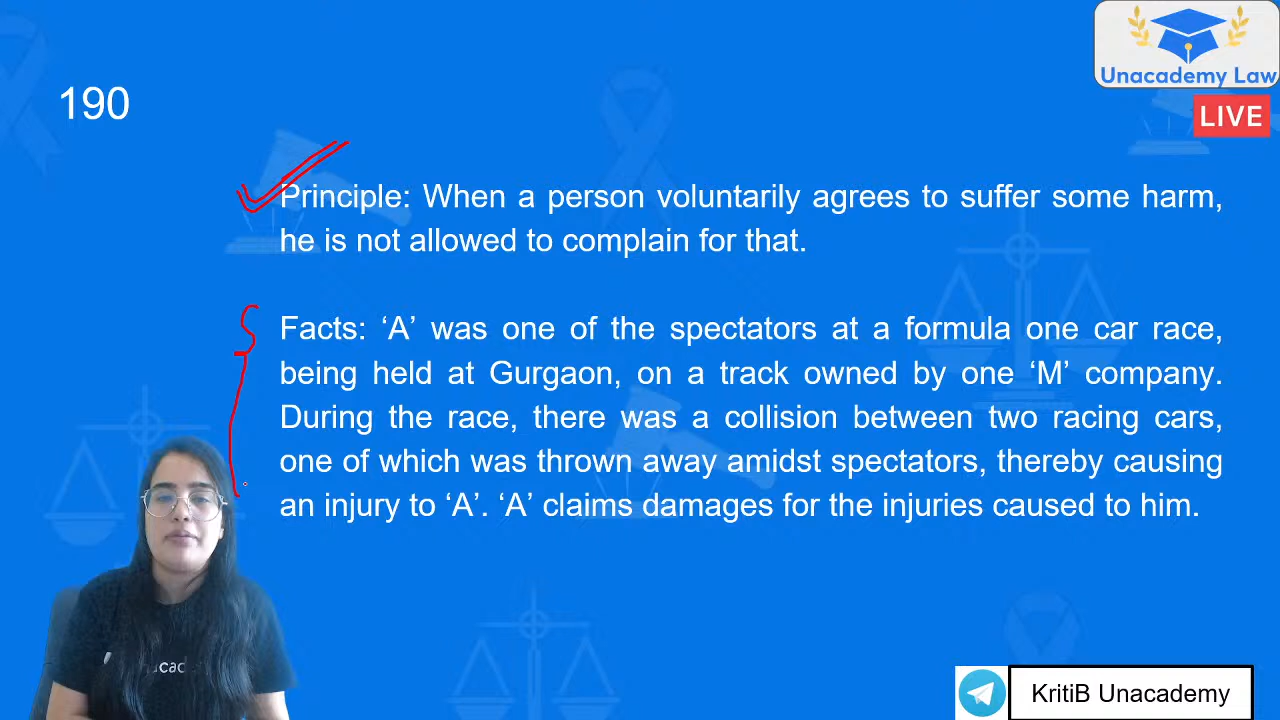 Unacademy Law
LIVE
190
Principle: When a person voluntarily agrees to suffer some harm,
he is not allowed to complain for that.
Facts: ‘A’ was one of the spectators at a formula one car race,
being held at Gurgaon, on a track owned by one ‘M’ company.
During the race, there was a collision between two racing cars,
one of which was thrown away amidst spectators, thereby causing
an injury to ‘A’. ‘A’ claims damages for the injuries caused to him.
KritiB Unacademy